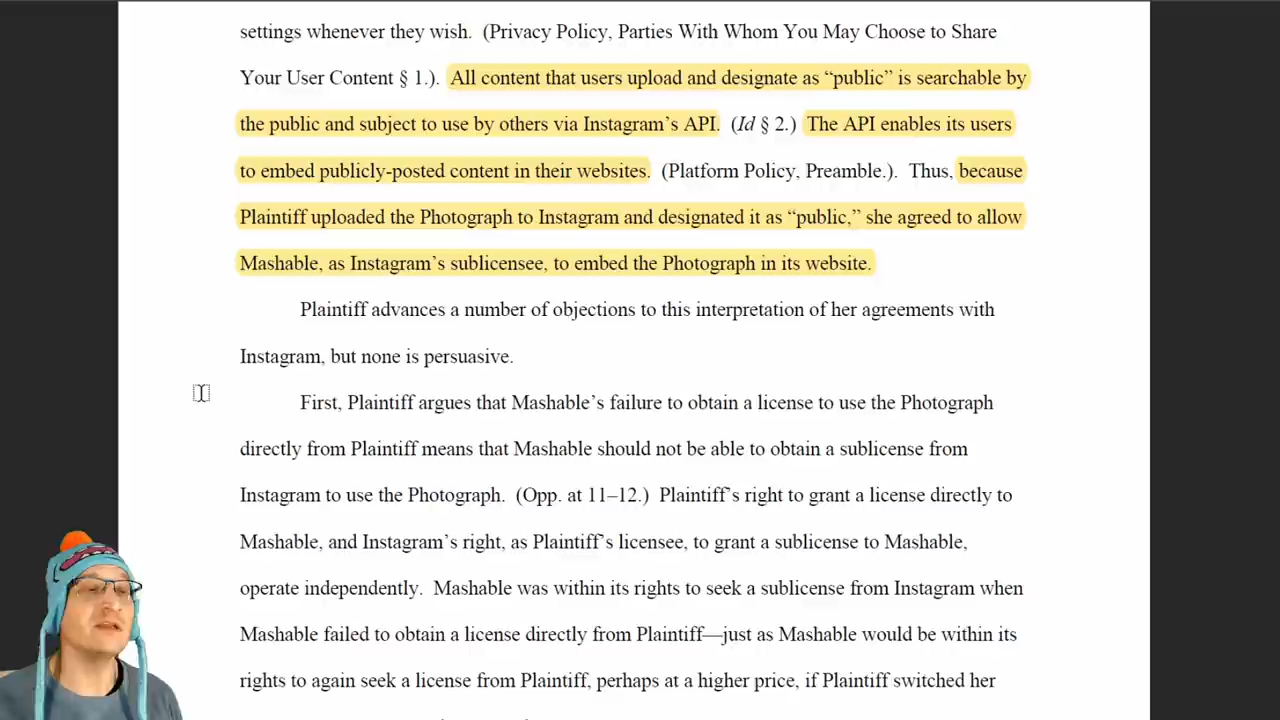 settings whenever they wish.  (Privacy Policy, Parties With Whom You May Choose to Share
Your User Content § 1.).  All content that users upload and designate as “public” is searchable by
the public and subject to use by others via Instagram’s API.  (Id § 2.)  The API enables its users
to embed publicly-posted content in their websites.  (Platform Policy, Preamble.).  Thus, because
Plaintiff uploaded the Photograph to Instagram and designated it as “public,” she agreed to allow
Mashable, as Instagram’s sublicensee, to embed the Photograph in its website.
Plaintiff advances a number of objections to this interpretation of her agreements with
Instagram, but none is persuasive.
First, Plaintiff argues that Mashable’s failure to obtain a license to use the Photograph
directly from Plaintiff means that Mashable should not be able to obtain a sublicense from
Instagram to use the Photograph.  (Opp. at 11–12.)  Plaintiff’s right to grant a license directly to
Mashable, and Instagram’s right, as Plaintiff’s licensee, to grant a sublicense to Mashable,
operate independently.  Mashable was within its rights to seek a sublicense from Instagram when
Mashable failed to obtain a license directly from Plaintiff—just as Mashable would be within its
rights to again seek a license from Plaintiff, perhaps at a higher price, if Plaintiff switched her